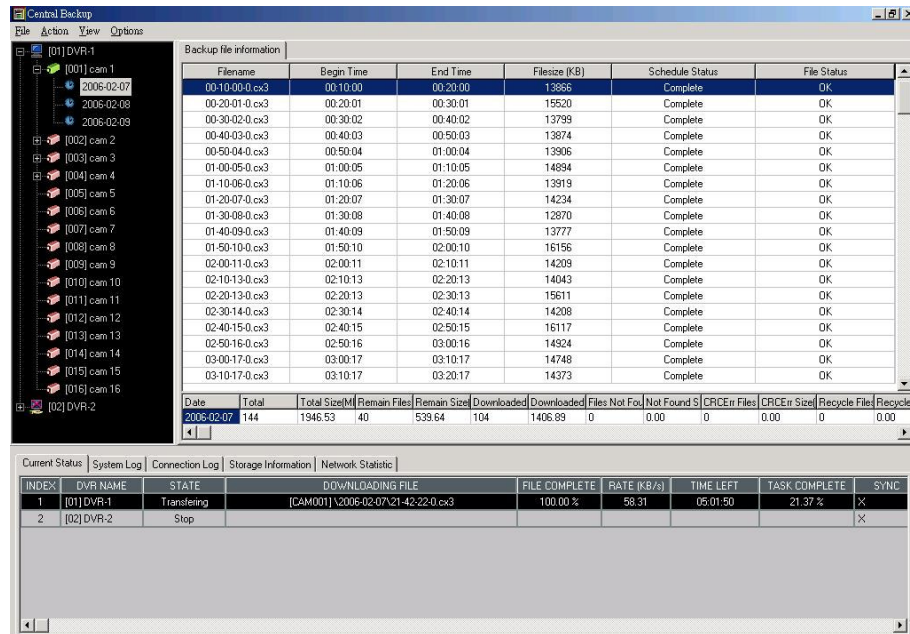 Central Backup
File Action View Options
[01] DVR-1
[001] cam 1
2006-02-07
2006-02-08
2006-02-09
[002] cam 2
[003] cam 3
[004] cam 4
[005] cam 5
[006] cam 6
[007] cam 7
[008] cam 8
[009] cam 9
[010] cam 10
[011] cam 11
[012] cam 12
[013] cam 13
[014] cam 14
[015] cam 15
[016] cam 16
[02] DVR-2
Backup file information
Filename Begin Time End Time Filesize (KB) Schedule Status File Status
00-10-00-0.cx3 00:10:00 00:20:00 13866 Complete OK
00-20-01-0.cx3 00:20:01 00:30:01 15520 Complete OK
00-30-02-0.cx3 00:30:02 00:40:02 13799 Complete OK
00-40-03-0.cx3 00:40:03 00:50:03 13874 Complete OK
00-50-04-0.cx3 00:50:04 01:00:04 13906 Complete OK
01-00-05-0.cx3 01:00:05 01:10:05 14894 Complete OK
01-10-06-0.cx3 01:10:06 01:20:06 13919 Complete OK
01-20-07-0.cx3 01:20:07 01:30:07 14234 Complete OK
01-30-08-0.cx3 01:30:08 01:40:08 12870 Complete OK
01-40-09-0.cx3 01:40:09 01:50:09 13777 Complete OK
01-50-10-0.cx3 01:50:10 02:00:10 16156 Complete OK
02-00-11-0.cx3 02:00:11 02:10:11 14209 Complete OK
02-10-13-0.cx3 02:10:13 02:20:13 14043 Complete OK
02-20-13-0.cx3 02:20:13 02:30:13 15611 Complete OK
02-30-14-0.cx3 02:30:14 02:40:14 14208 Complete OK
02-40-15-0.cx3 02:40:15 02:50:15 16117 Complete OK
02-50-16-0.cx3 02:50:16 03:00:16 14924 Complete OK
03-00-17-0.cx3 03:00:17 03:10:17 14748 Complete OK
03-10-17-0.cx3 03:10:17 03:20:17 14373 Complete OK
Date Total Total Size(M Remain Files Remain Size( Downloaded Downloaded Files Not Fou Not Found S CRCErr Files CRCErr Size( Recycle Files Recycle
2006-02-07 144 1946.53 40 539.64 104 1406.89 0 0.00 0 0.00 0 0.00
Current Status System Log Connection Log Storage Information Network Statistic
INDEX DVR NAME STATE DOWNLOADING FILE FILE COMPLETE RATE (KB/s) TIME LEFT TASK COMPLETE SYNC
1 [01] DVR-1 Transfering [CAM001] \2006-02-07\21-42-22-0.cx3 100.00 % 58.31 05:01:50 21.37 % X
2 [02] DVR-2 Stop X